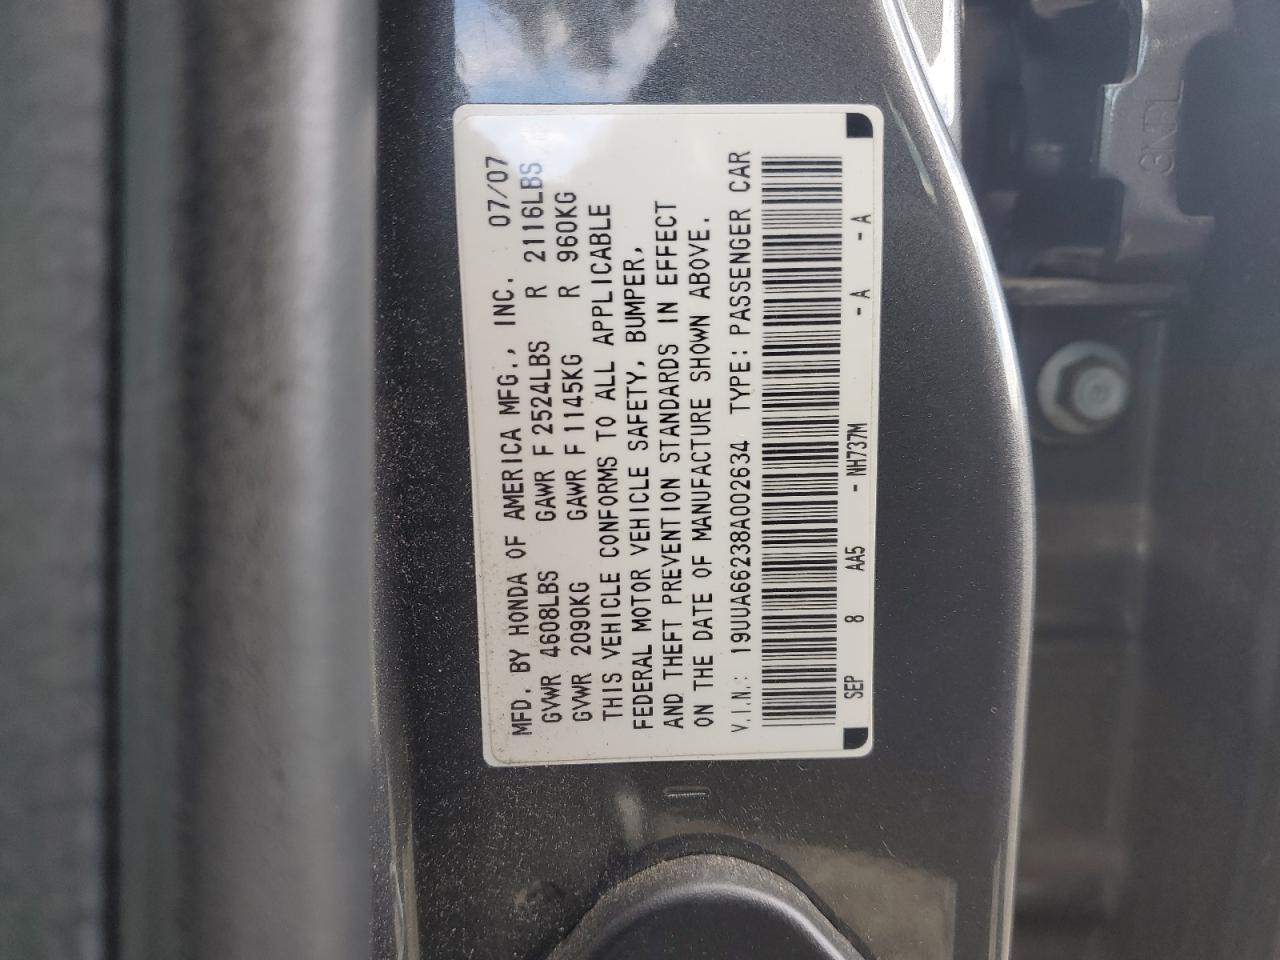 MFD. BY HONDA OF AMERICA MFG., INC. 07/07
GVWR 4608LBS GAWR F 2524LBS R 2116LBS
GVWR 2090KG GAWR F 1145KG R 960KG
THIS VEHICLE CONFORMS TO ALL APPLICABLE
FEDERAL MOTOR VEHICLE SAFETY, BUMPER,
AND THEFT PREVENTION STANDARDS IN EFFECT
ON THE DATE OF MANUFACTURE SHOWN ABOVE.
V.I.N.: 19UUA66238A002634 TYPE: PASSENGER CAR
SEP 8 AA5 - NH737M - A - A